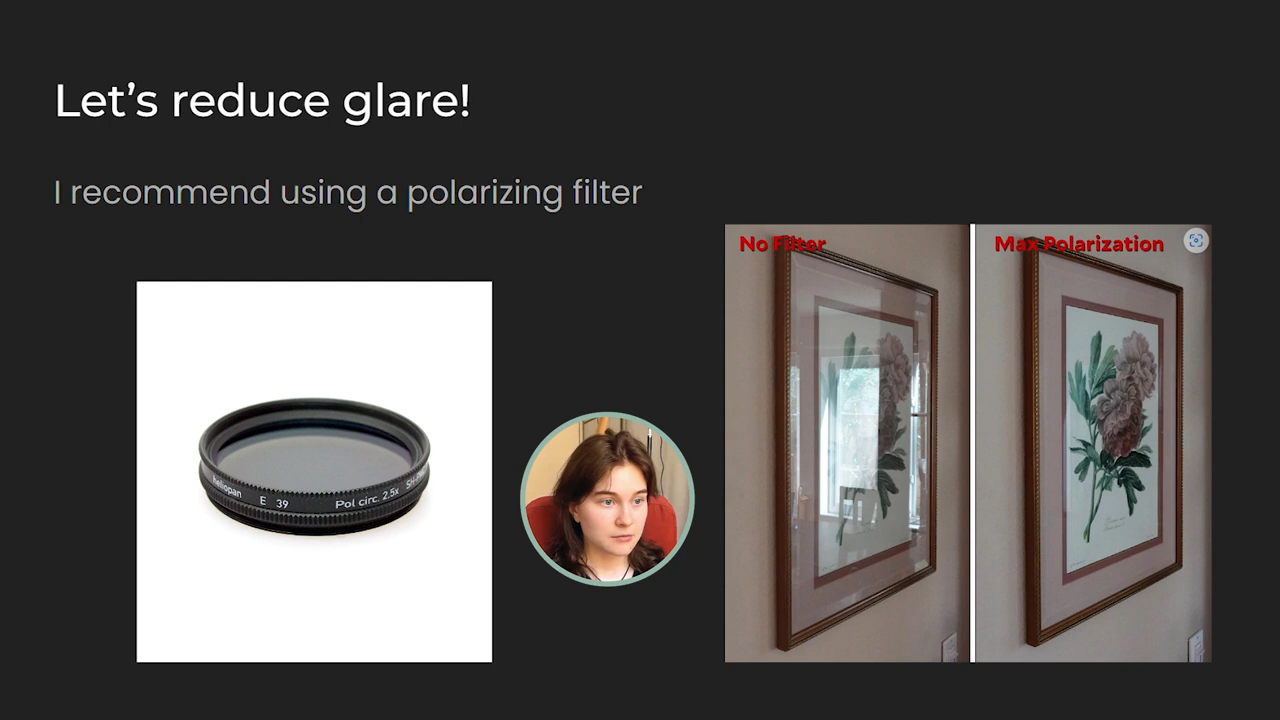 Let's reduce glare!
I recommend using a polarizing filter
No Filter
Max Polarization
heliopan E 39 Pol circ. 2.5x